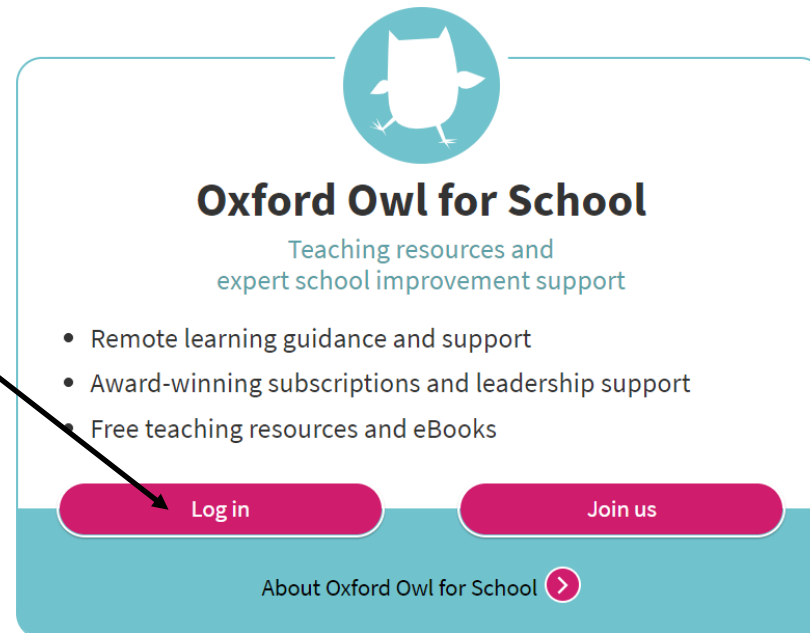 Oxford Owl for School
Teaching resources and
expert school improvement support
• Remote learning guidance and support
• Award-winning subscriptions and leadership support
• Free teaching resources and eBooks
Log in
Join us
About Oxford Owl for School